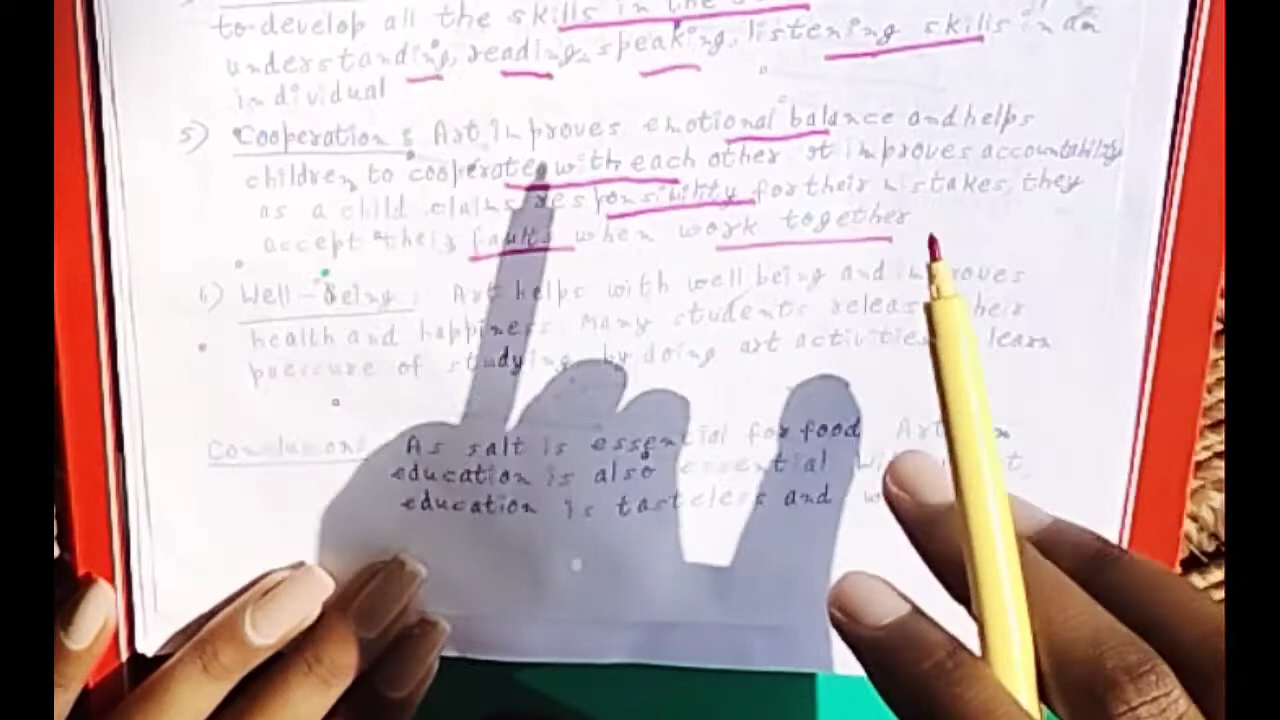 to develop all the skills in the
understanding, reading, speaking, listening skills in an
individual
5) Cooperation: Art improves emotional balance and helps
children to cooperate with each other. It improves accountability
as a child claims responsibility for their mistakes, they
accept their faults when work together
6) Well-Being: Art helps with well being and improves
health and happiness. Many students release their
pressure of studying by doing art activities learn
Conclusion: As salt is essential for food Art in
education is also essential
education is tasteless and